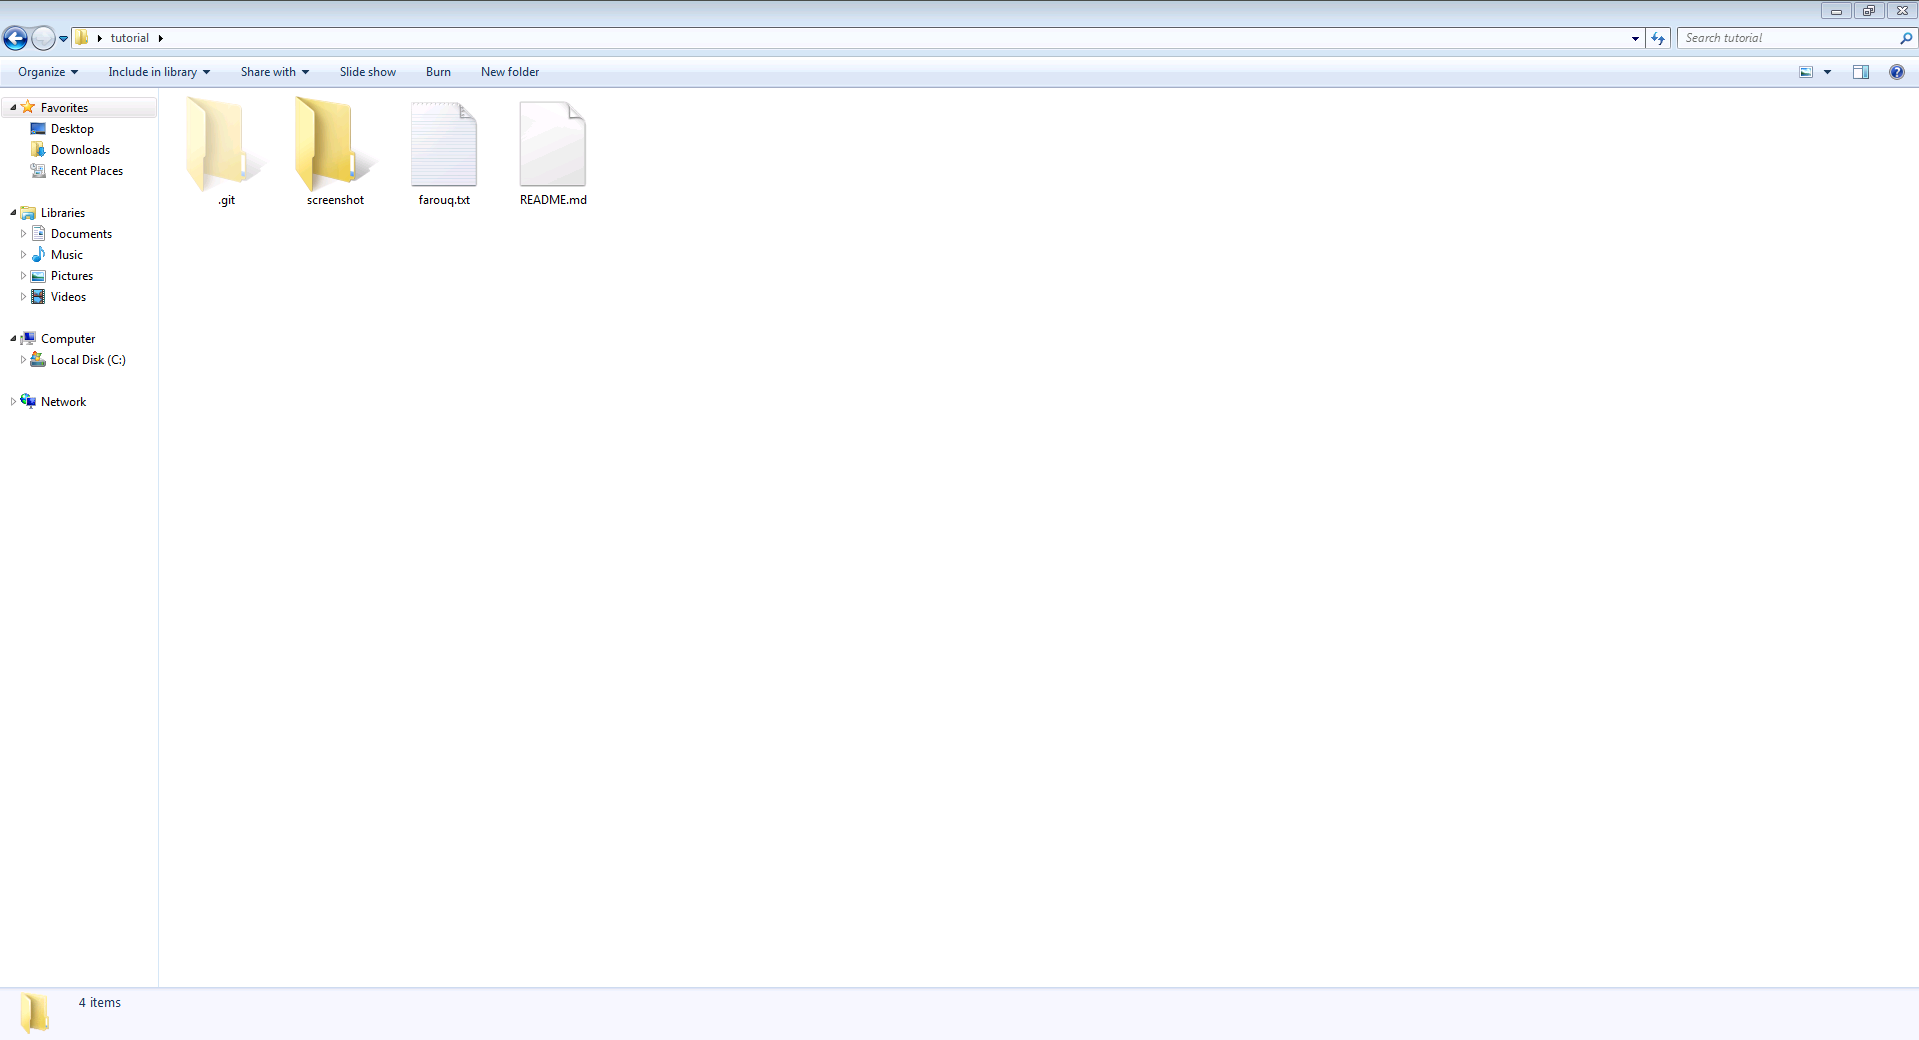 tutorial
Search tutorial
Organize Include in library Share with Slide show Burn New folder
Favorites
Desktop
Downloads
Recent Places
Libraries
Documents
Music
Pictures
Videos
Computer
Local Disk (C:)
Network
.git screenshot farouq.txt README.md
4 items